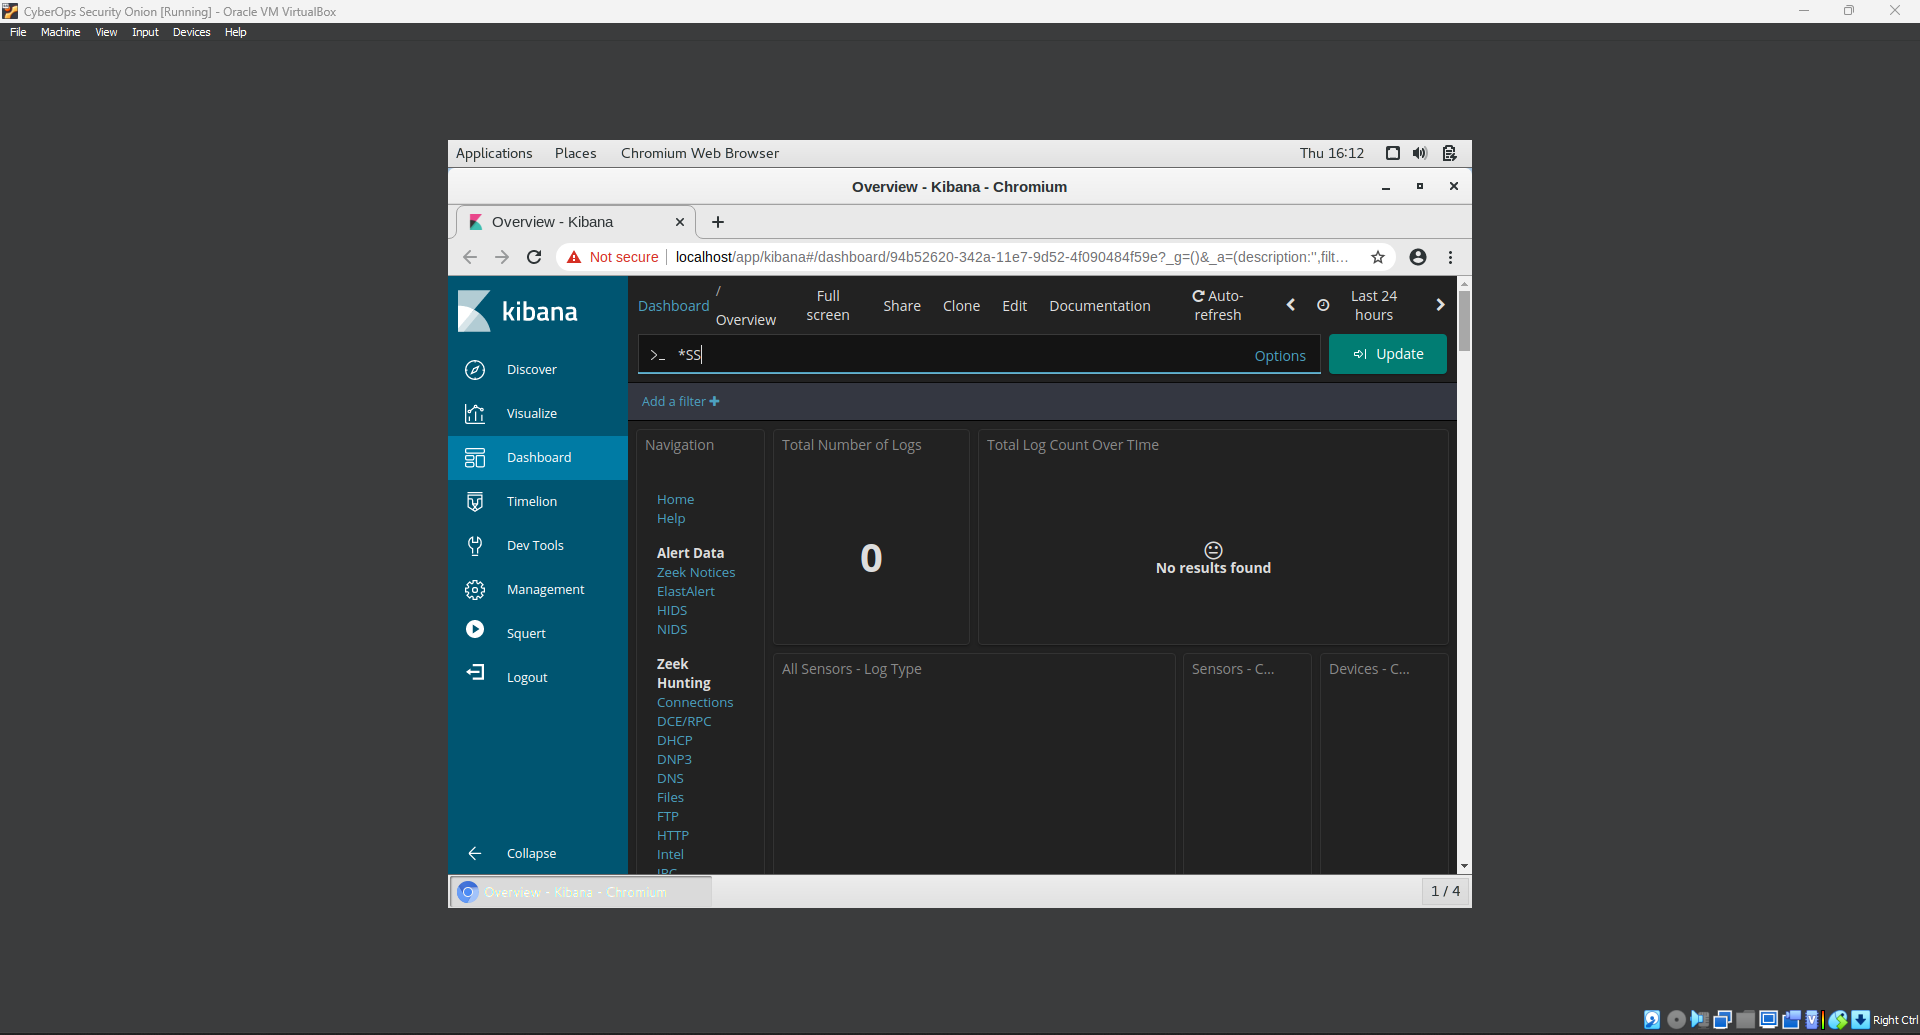 CyberOps Security Onion [Running] - Oracle VM VirtualBox
File Machine View Input Devices Help
Applications Places Chromium Web Browser Thu 16:12
Overview - Kibana - Chromium
Overview - Kibana
Not secure localhost/app/kibana#/dashboard/94b52620-342a-11e7-9d52-4f090484f59e?_g=()&_a=(description:'',filt...
kibana
Discover
Visualize
Dashboard
Timelion
Dev Tools
Management
Squert
Logout
Collapse
Dashboard / Overview
Full screen
Share
Clone
Edit
Documentation
Auto-refresh
Last 24 hours
>_ *SS
Options
Update
Add a filter +
Navigation
Home
Help
Alert Data
Zeek Notices
ElastAlert
HIDS
NIDS
Zeek
Hunting
Connections
DCE/RPC
DHCP
DNP3
DNS
Files
FTP
HTTP
Intel
IRC
Total Number of Logs
0
Total Log Count Over TIme
No results found
All Sensors - Log Type
Sensors - C...
Devices - C...
Overview - Kibana - Chromium
1 / 4
Right Ctrl